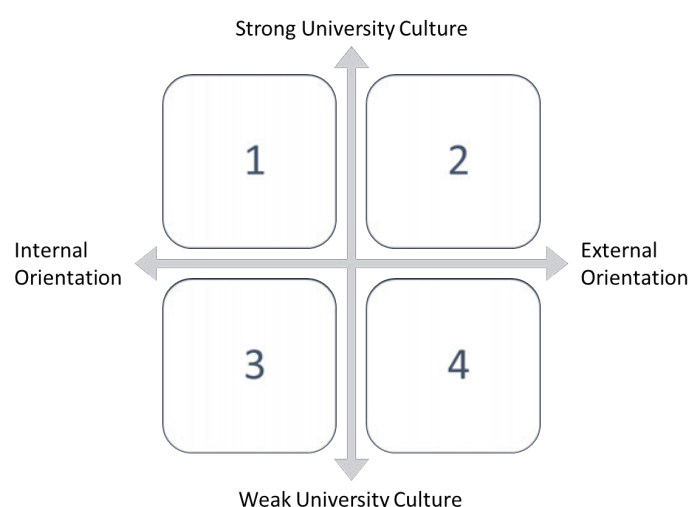 Strong University Culture
1
2
Internal
Orientation
External
Orientation
3
4
Weak University Culture